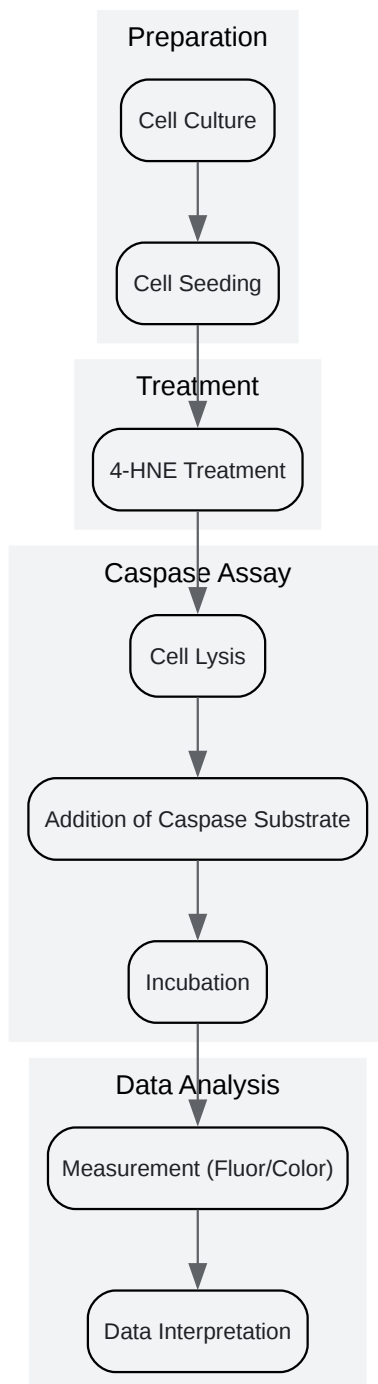 Preparation
Cell Culture
Cell Seeding
Treatment
4-HNE Treatment
Caspase Assay
Cell Lysis
Addition of Caspase Substrate
Incubation
Data Analysis
Measurement (Fluor/Color)
Data Interpretation